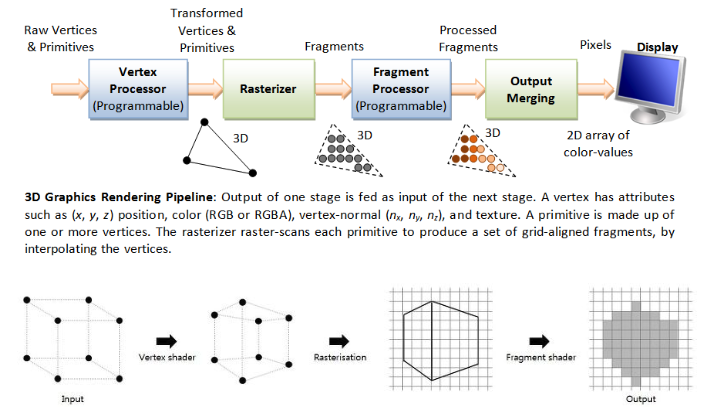 Raw Vertices
& Primitives
Transformed
Vertices &
Primitives
Fragments
Processed
Fragments
Pixels
Display
Vertex
Processor
(Programmable)
Rasterizer
Fragment
Processor
(Programmable)
Output
Merging
3D
3D
3D
2D array of
color-values
3D Graphics Rendering Pipeline: Output of one stage is fed as input of the next stage. A vertex has attributes
such as (x, y, z) position, color (RGB or RGBA), vertex-normal (nx, ny, nz), and texture. A primitive is made up of
one or more vertices. The rasterizer raster-scans each primitive to produce a set of grid-aligned fragments, by
interpolating the vertices.
Vertex shader
Rasterisation
Fragment shader
Input
Output